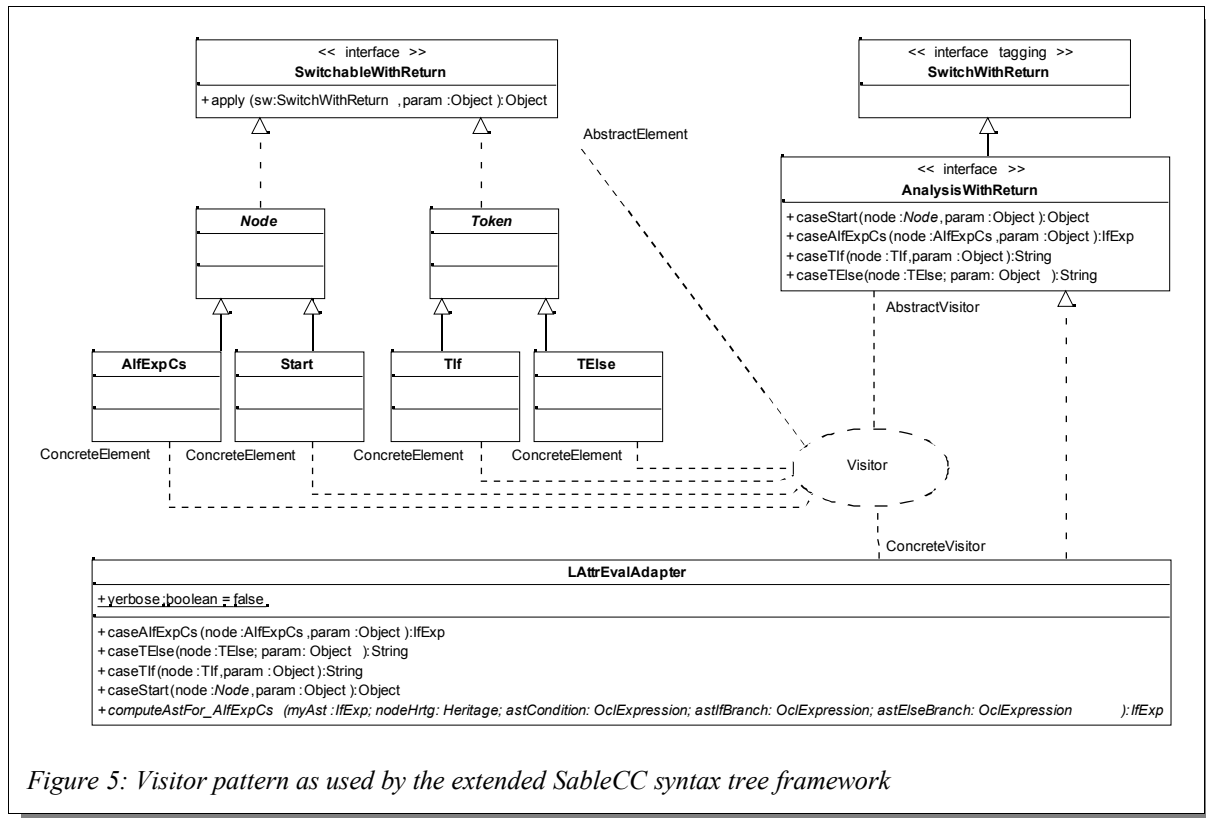 << interface >>
SwitchableWithReturn
+ apply (sw:SwitchWithReturn ,param :Object ):Object
<< interface tagging >>
SwitchWithReturn
AbstractElement
<< interface >>
AnalysisWithReturn
+ caseStart(node :Node,param :Object ):Object
+ caseAIfExpCs (node :AIfExpCs ,param :Object ):IfExp
+ caseTIf(node :TIf,param :Object ):String
+ caseTElse(node :TElse; param: Object ):String
Node
Token
AbstractVisitor
AIfExpCs
Start
TIf
TElse
ConcreteElement
ConcreteElement
ConcreteElement
ConcreteElement
Visitor
ConcreteVisitor
LAttrEvalAdapter
+ verbose :boolean = false
+ caseAIfExpCs (node :AIfExpCs ,param :Object ):IfExp
+ caseTElse(node :TElse; param: Object ):String
+ caseTIf(node :TIf,param :Object ):String
+ caseStart(node :Node,param :Object ):Object
+ computeAstFor_AIfExpCs (myAst :IfExp; nodeHrtg: Heritage; astCondition: OclExpression; astIfBranch: OclExpression; astElseBranch: OclExpression ):IfExp
Figure 5: Visitor pattern as used by the extended SableCC syntax tree framework